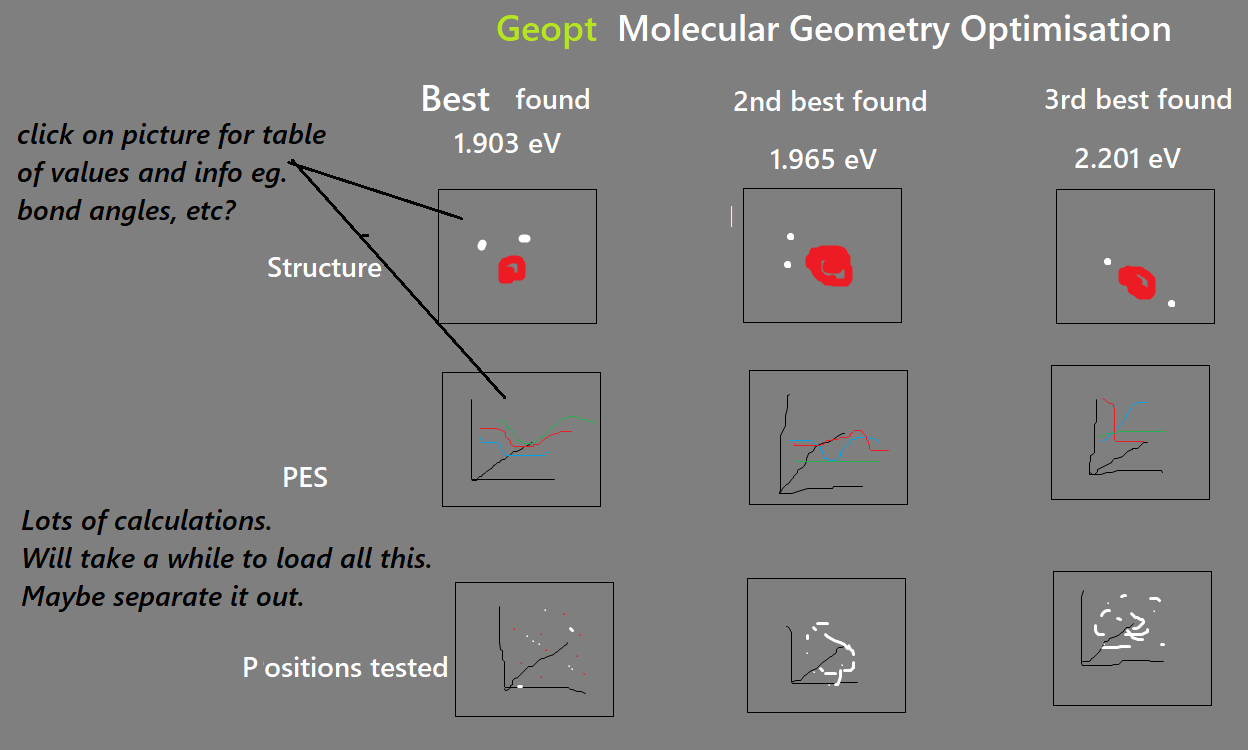 Geopt Molecular Geometry Optimisation
Best found
2nd best found
3rd best found
1.903 eV
1.965 eV
2.201 eV
click on picture for table
of values and info eg.
bond angles, etc?
Structure
PES
Lots of calculations.
Will take a while to load all this.
Maybe separate it out.
P ositions tested